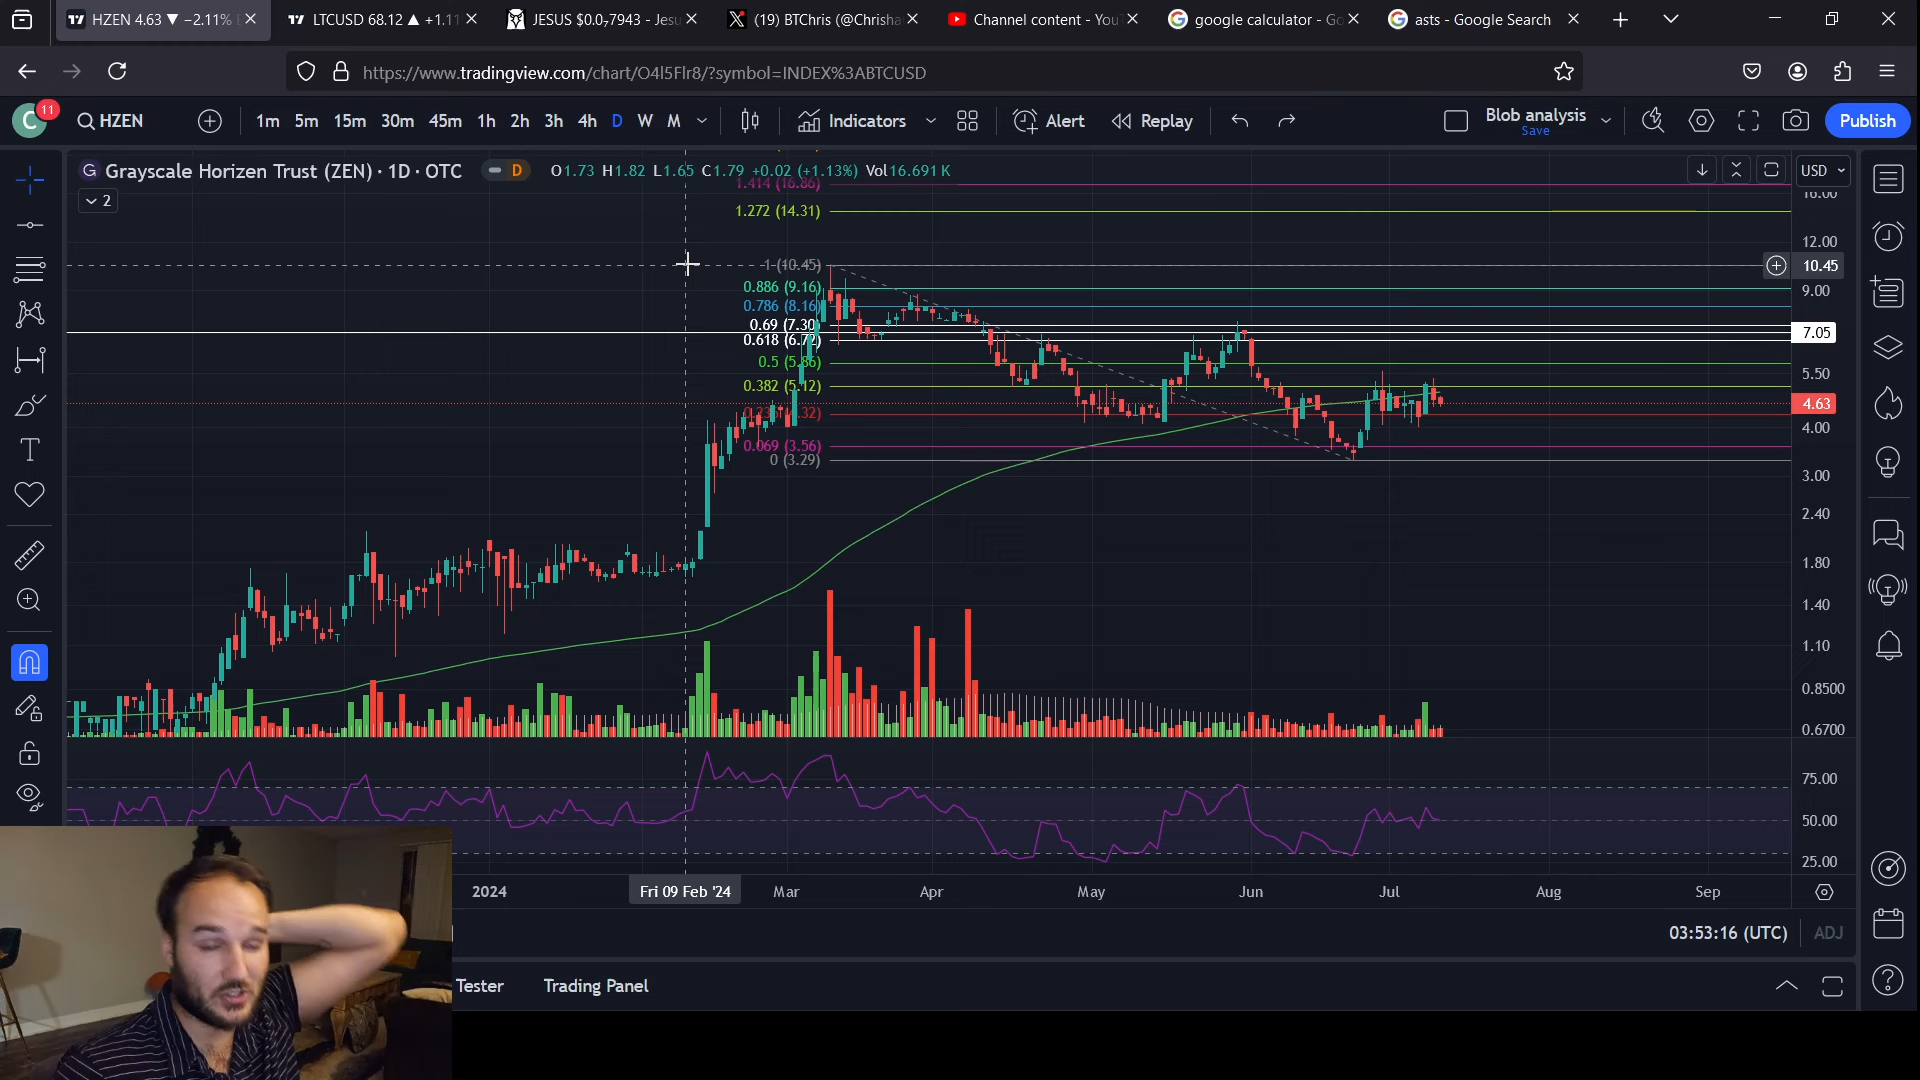 HZEN 4.63 ▼ −2.11%
LTCUSD 68.12 ▲ +1.11
JESUS $0.0₇7943 - Jesu
(19) BTChris (@Chrisha
Channel content - You
google calculator - Go
asts - Google Search
https://www.tradingview.com/chart/O4l5Flr8/?symbol=INDEX%3ABTCUSD
C
11
HZEN
1m 5m 15m 30m 45m 1h 2h 3h 4h D W M
Indicators
Alert
Replay
Blob analysis
Save
Publish
G Grayscale Horizen Trust (ZEN) · 1D · OTC
D
O1.73 H1.82 L1.65 C1.79 +0.02 (+1.13%) Vol16.691 K
USD
2
1.414 (16.86)
1.272 (14.31)
1 (10.45)
0.886 (9.16)
0.786 (8.16)
0.69 (7.30)
0.618 (6.72)
0.5 (5.86)
0.382 (5.12)
0.069 (3.56)
0 (3.29)
16.00
12.00
10.45
9.00
7.05
5.50
4.63
4.00
3.00
2.40
1.80
1.40
1.10
0.8500
0.6700
75.00
50.00
25.00
2024
Fri 09 Feb '24
Mar
Apr
May
Jun
Jul
Aug
Sep
03:53:16 (UTC)
ADJ
Tester
Trading Panel